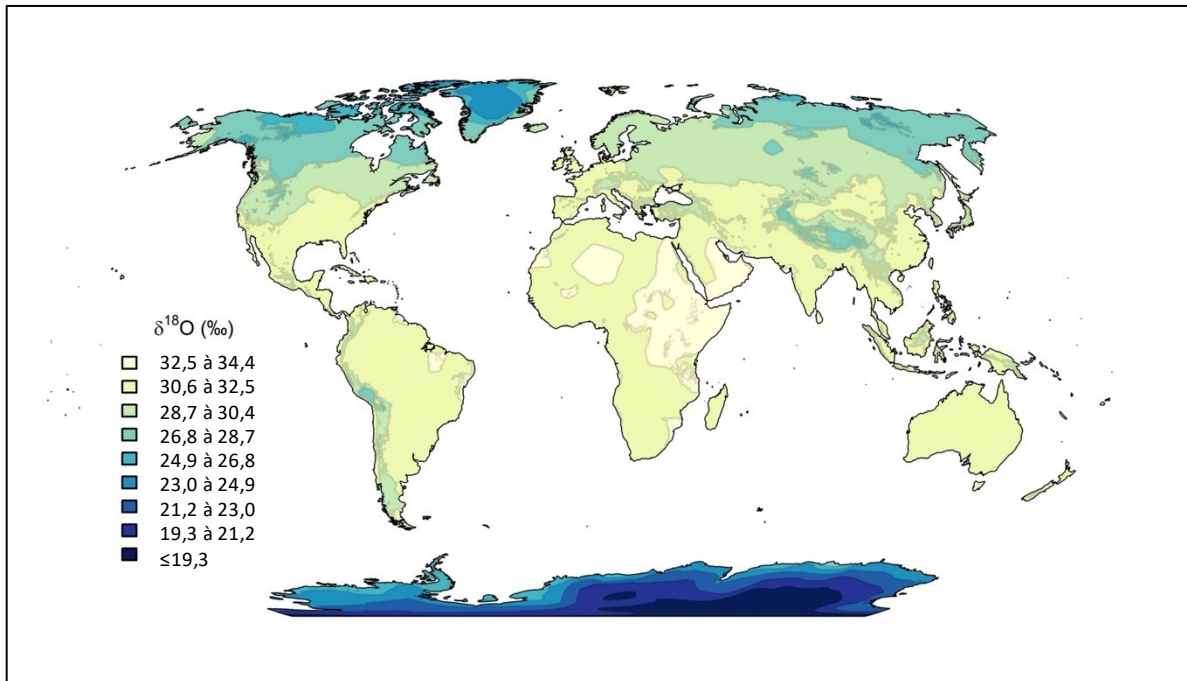 δ¹⁸O (‰)
32,5 à 34,4
30,6 à 32,5
28,7 à 30,4
26,8 à 28,7
24,9 à 26,8
23,0 à 24,9
21,2 à 23,0
19,3 à 21,2
≤19,3